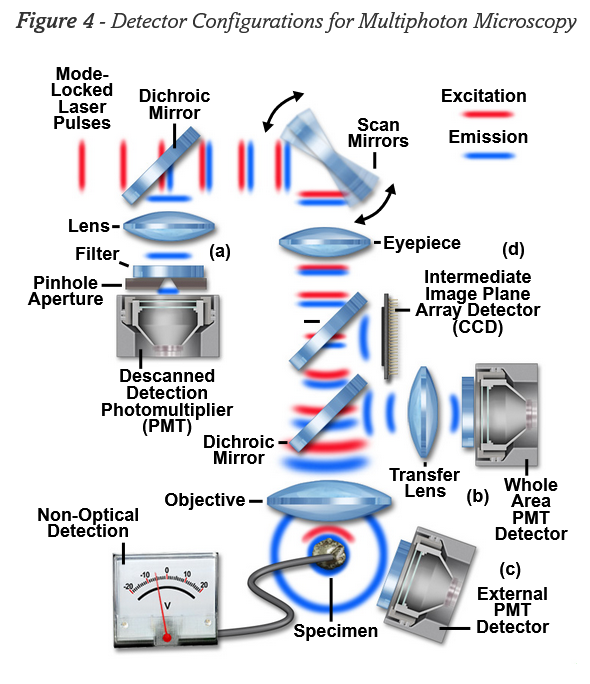 Figure 4 - Detector Configurations for Multiphoton Microscopy
Mode-
Locked
Laser
Pulses
Dichroic
Mirror
Scan
Mirrors
Excitation
Emission
Lens
Filter
(a)
Pinhole
Aperture
Eyepiece
(d)
Intermediate
Image Plane
Array Detector
(CCD)
Descanned
Detection
Photomultiplier
(PMT)
Dichroic
Mirror
Transfer
Lens
(b)
Whole
Area
PMT
Detector
Objective
Non-Optical
Detection
-20
-10
0
10
20
V
Specimen
(c)
External
PMT
Detector